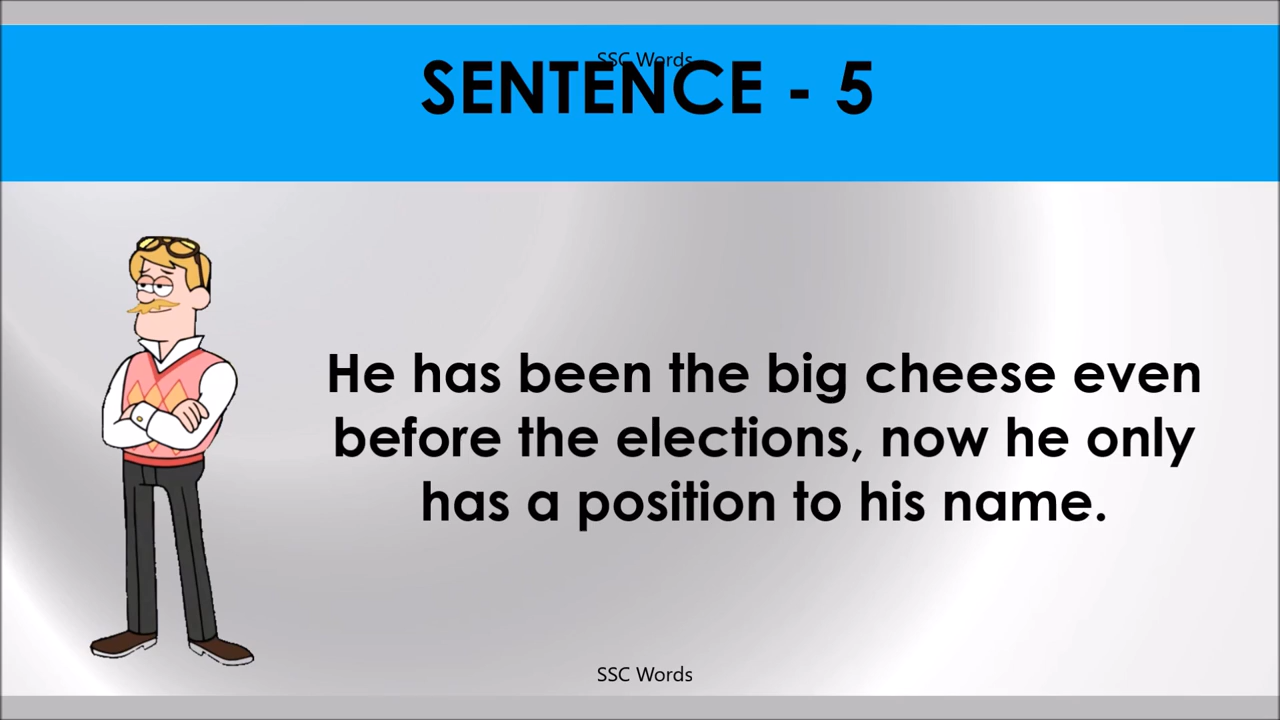 SSC Words
SENTENCE - 5
He has been the big cheese even
before the elections, now he only
has a position to his name.
SSC Words